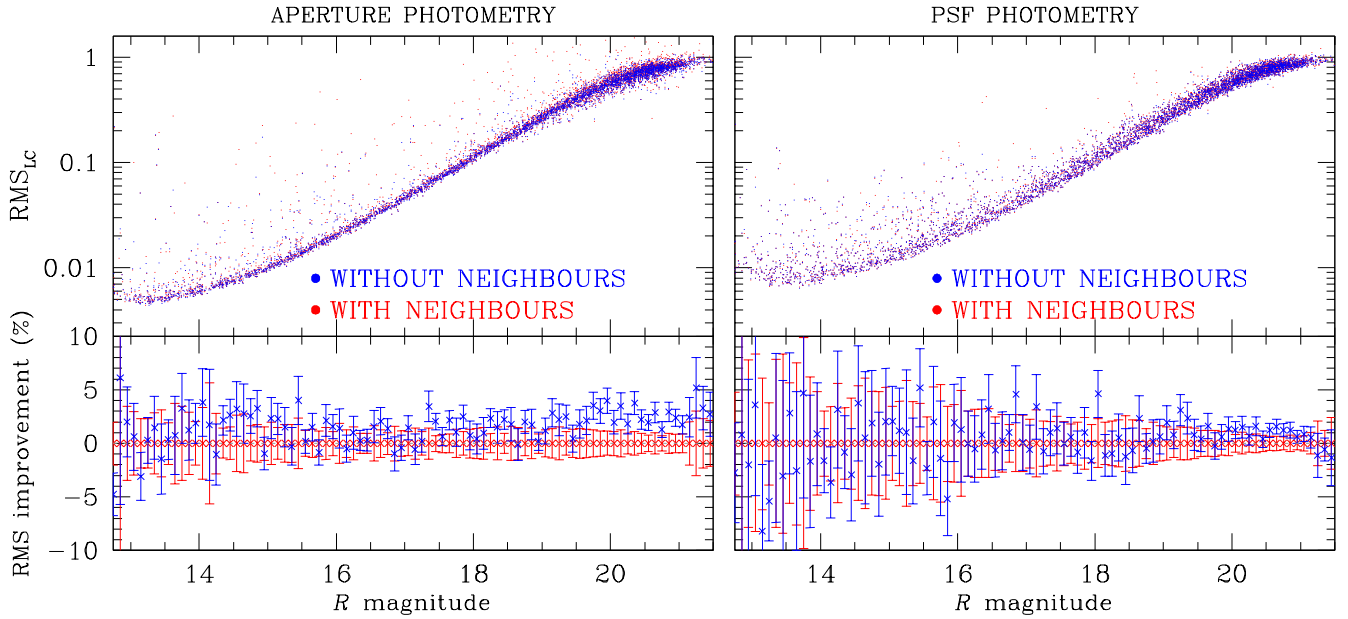 APERTURE PHOTOMETRY
PSF PHOTOMETRY
RMS_LC
1
0.1
0.01
● WITHOUT NEIGHBOURS
● WITH NEIGHBOURS
● WITHOUT NEIGHBOURS
● WITH NEIGHBOURS
RMS improvement (%)
10
5
0
−5
−10
14 16 18 20
14 16 18 20
R magnitude
R magnitude